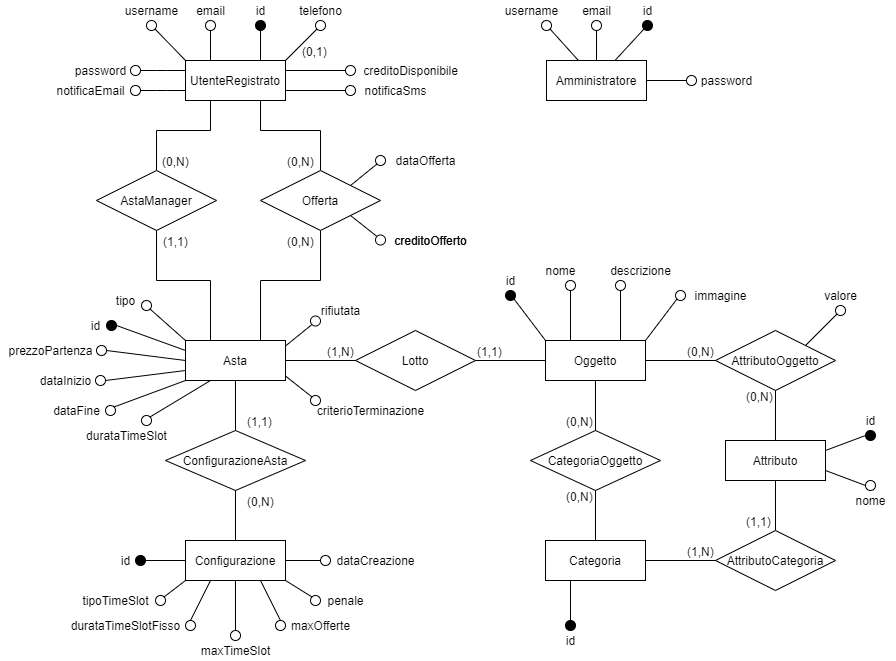 username
email
id
telefono
(0,1)
password
UtenteRegistrato
creditoDisponibile
notificaEmail
notificaSms
username
email
id
Amministratore
password
(0,N)
(0,N)
dataOfferta
AstaManager
Offerta
(1,1)
(0,N)
creditoOfferto
tipo
id
prezzoPartenza
dataInizio
dataFine
durataTimeSlot
Asta
rifiutata
criterioTerminazione
(1,N)
Lotto
(1,1)
id
nome
descrizione
immagine
Oggetto
(0,N)
AttributoOggetto
valore
(0,N)
(1,1)
ConfigurazioneAsta
(0,N)
(0,N)
CategoriaOggetto
(0,N)
Attributo
id
nome
(1,1)
id
Configurazione
dataCreazione
tipoTimeSlot
penale
durataTimeSlotFisso
maxOfferte
maxTimeSlot
Categoria
(1,N)
AttributoCategoria
id